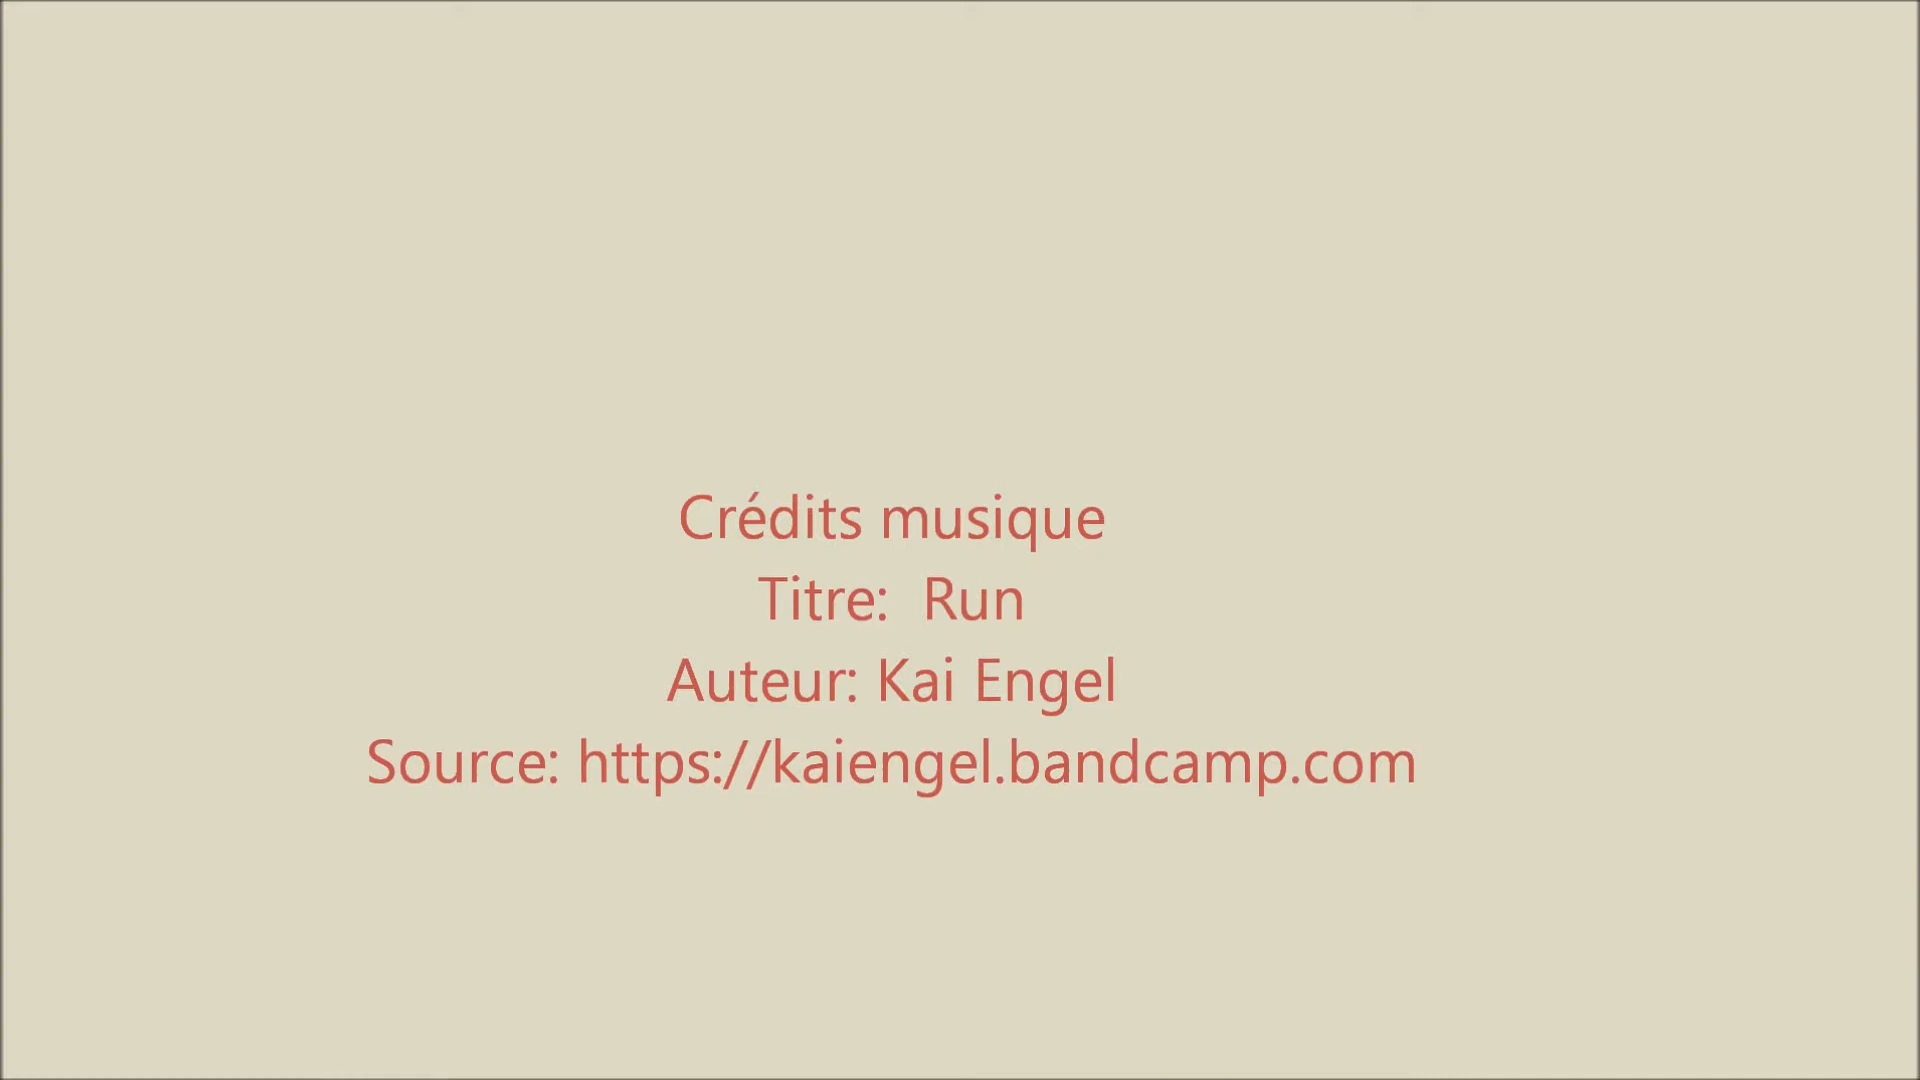 Crédits musique
Titre:  Run
Auteur: Kai Engel
Source: https://kaiengel.bandcamp.com